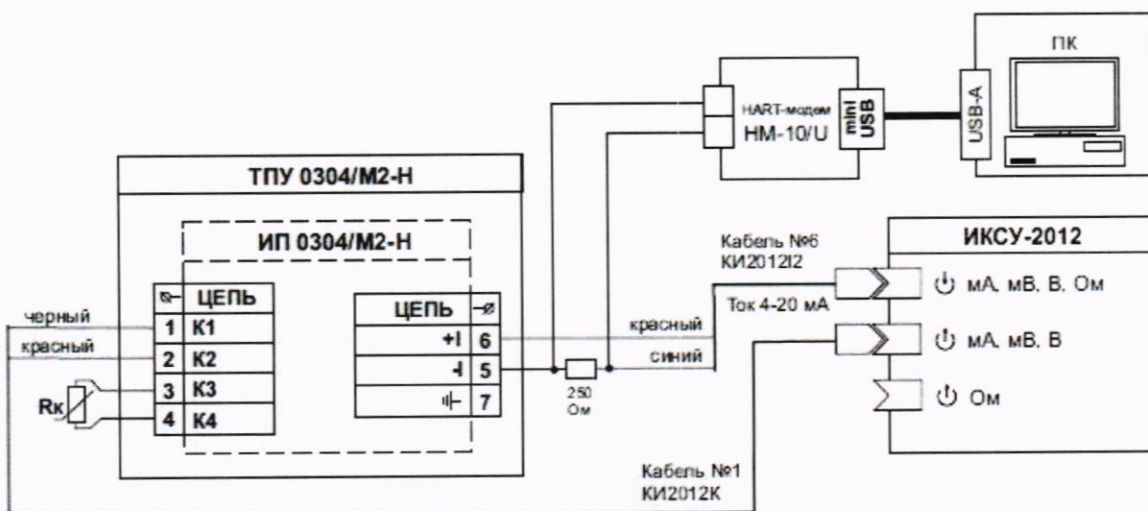 ПК
USB-A
HART-модем
HM-10/U
mini
USB
ТПУ 0304/М2-Н
ИП 0304/М2-Н
ЦЕПЬ
1 К1
2 К2
3 К3
4 К4
черный
красный
Rк
ЦЕПЬ
+I 6
-I 5
7
красный
синий
250
Ом
Кабель №6
КИ2012I2
Ток 4-20 мА
ИКСУ-2012
мА, мВ, В, Ом
мА, мВ, В
Ом
Кабель №1
КИ2012К